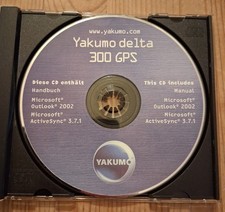 www.yakumo.com
Yakumo delta
300 GPS
Diese CD enthält
Handbuch
Microsoft®
Outlook® 2002
Microsoft®
ActiveSync® 3.7.1
This CD includes
Manual
Microsoft®
Outlook® 2002
Microsoft®
ActiveSync® 3.7.1
YAKUMO